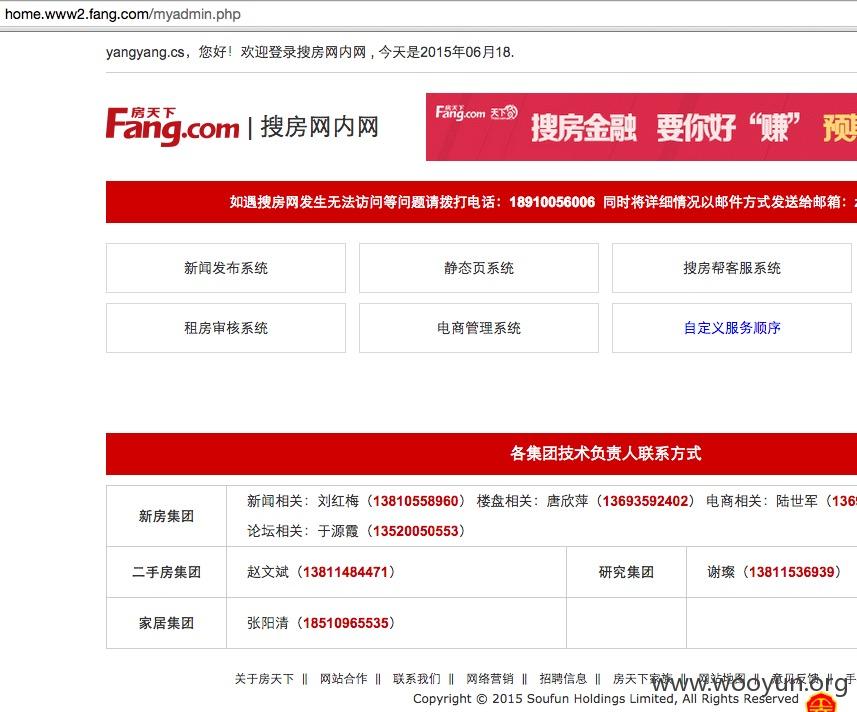 home.www2.fang.com/myadmin.php
yangyang.cs，您好！欢迎登录搜房网内网，今天是2015年06月18.
房天下
Fang.com | 搜房网内网
房天下 Fang.com 天下 搜房金融 要你好“赚” 预
如遇搜房网发生无法访问等问题请拨打电话：18910056006 同时将详细情况以邮件方式发送给邮箱：
新闻发布系统 静态页系统 搜房帮客服系统
租房审核系统 电商管理系统 自定义服务顺序
各集团技术负责人联系方式
新房集团 新闻相关：刘红梅（13810558960） 楼盘相关：唐欣萍（13693592402） 电商相关：陆世军（136
论坛相关：于源霞（13520050553）
二手房集团 赵文斌（13811484471） 研究集团 谢璨（13811536939）
家居集团 张阳清（18510965535）
关于房天下 || 网站合作 || 联系我们 || 网络营销 || 招聘信息 || 房天下家族 || 网站地图 || 意见反馈 || 手
www.wooyun.org
Copyright © 2015 Soufun Holdings Limited, All Rights Reserved